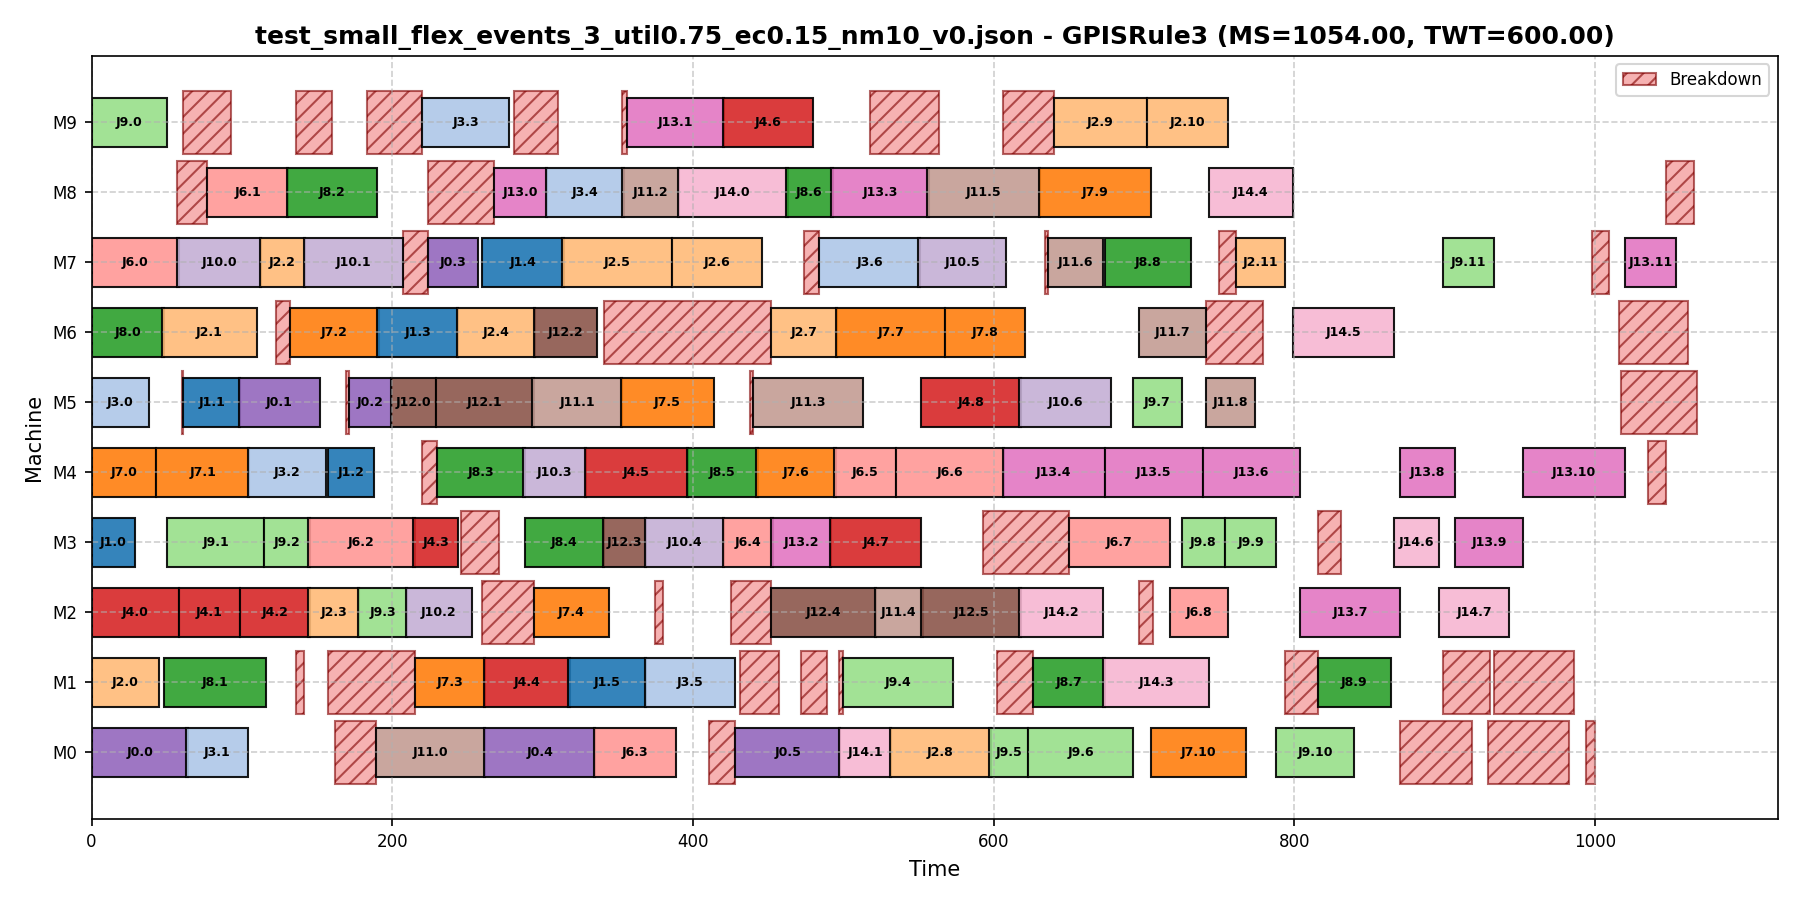 test_small_flex_events_3_util0.75_ec0.15_nm10_v0.json - GPISRule3 (MS=1054.00, TWT=600.00)
Breakdown
M9 J9.0 J3.3 J13.1 J4.6 J2.9 J2.10
M8 J6.1 J8.2 J13.0 J3.4 J11.2 J14.0 J8.6 J13.3 J11.5 J7.9 J14.4
M7 J6.0 J10.0 J2.2 J10.1 J0.3 J1.4 J2.5 J2.6 J3.6 J10.5 J11.6 J8.8 J2.11 J9.11 J13.11
M6 J8.0 J2.1 J7.2 J1.3 J2.4 J12.2 J2.7 J7.7 J7.8 J11.7 J14.5
M5 J3.0 J1.1 J0.1 J0.2 J12.0 J12.1 J11.1 J7.5 J11.3 J4.8 J10.6 J9.7 J11.8
M4 J7.0 J7.1 J3.2 J1.2 J8.3 J10.3 J4.5 J8.5 J7.6 J6.5 J6.6 J13.4 J13.5 J13.6 J13.8 J13.10
M3 J1.0 J9.1 J9.2 J6.2 J4.3 J8.4 J12.3 J10.4 J6.4 J13.2 J4.7 J6.7 J9.8 J9.9 J14.6 J13.9
M2 J4.0 J4.1 J4.2 J2.3 J9.3 J10.2 J7.4 J12.4 J11.4 J12.5 J14.2 J6.8 J13.7 J14.7
M1 J2.0 J8.1 J7.3 J4.4 J1.5 J3.5 J9.4 J8.7 J14.3 J8.9
M0 J0.0 J3.1 J11.0 J0.4 J6.3 J0.5 J14.1 J2.8 J9.5 J9.6 J7.10 J9.10
0 200 400 600 800 1000
Time
Machine